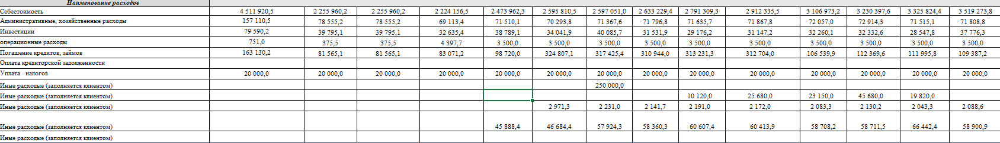 Наименование расходов
Себестоимость 4 511 920,5 2 255 960,2 2 255 960,2 2 224 156,5 2 473 962,3 2 595 810,5 2 597 051,0 2 633 229,4 2 791 309,3 2 912 335,5 3 106 973,2 3 230 397,6 3 325 824,4 3 519 273,8
Административные, хозяйственные расходы 157 110,5 78 555,2 78 555,2 69 113,4 71 510,1 70 293,8 71 367,6 71 796,8 71 635,7 71 867,8 72 057,0 72 914,3 71 515,1 71 808,8
Инвестиции 79 590,2 39 795,1 39 795,1 32 635,4 38 789,1 34 041,9 40 085,7 31 531,9 29 176,2 31 147,2 32 260,1 32 332,6 28 547,8 37 776,3
операционные расходы 751,0 375,5 375,5 4 397,7 3 500,0 3 500,0 3 500,0 3 500,0 3 500,0 3 500,0 3 500,0 3 500,0 3 500,0 3 500,0
Погашение кредитов, займов 163 130,2 81 565,1 81 565,1 83 071,2 98 720,0 324 807,1 317 425,4 310 944,0 313 231,3 312 704,0 106 539,9 112 369,6 111 995,8 109 387,2
Оплата кредиторской задолженности
Уплата налогов 20 000,0 20 000,0 20 000,0 20 000,0 20 000,0 20 000,0 20 000,0 20 000,0 20 000,0 20 000,0 20 000,0 20 000,0 20 000,0 20 000,0
Иные расходые (заполняется клиентом) 250 000,0
Иные расходые (заполняется клиентом) 10 120,0 25 680,0 23 150,0 45 680,0 19 820,0
Иные расходые (заполняется клиентом) 2 971,3 2 231,0 2 141,7 2 191,0 2 172,0 2 083,3 2 130,2 2 043,3 2 088,6
Иные расходые (заполняется клиентом) 45 888,4 46 684,4 57 924,3 58 360,3 60 607,4 60 413,9 58 708,2 58 711,5 66 442,4 58 900,9
Иные расходые (заполняется клиентом)